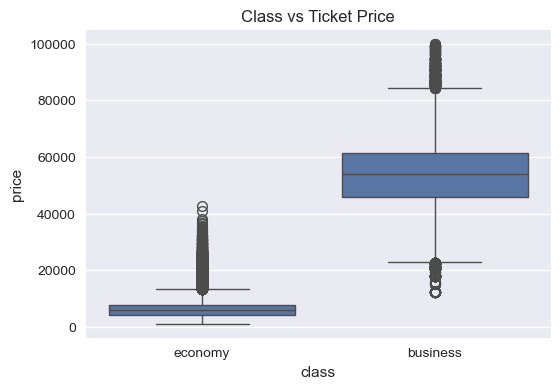 Class vs Ticket Price
100000
80000
60000
40000
20000
0
price
economy
business
class